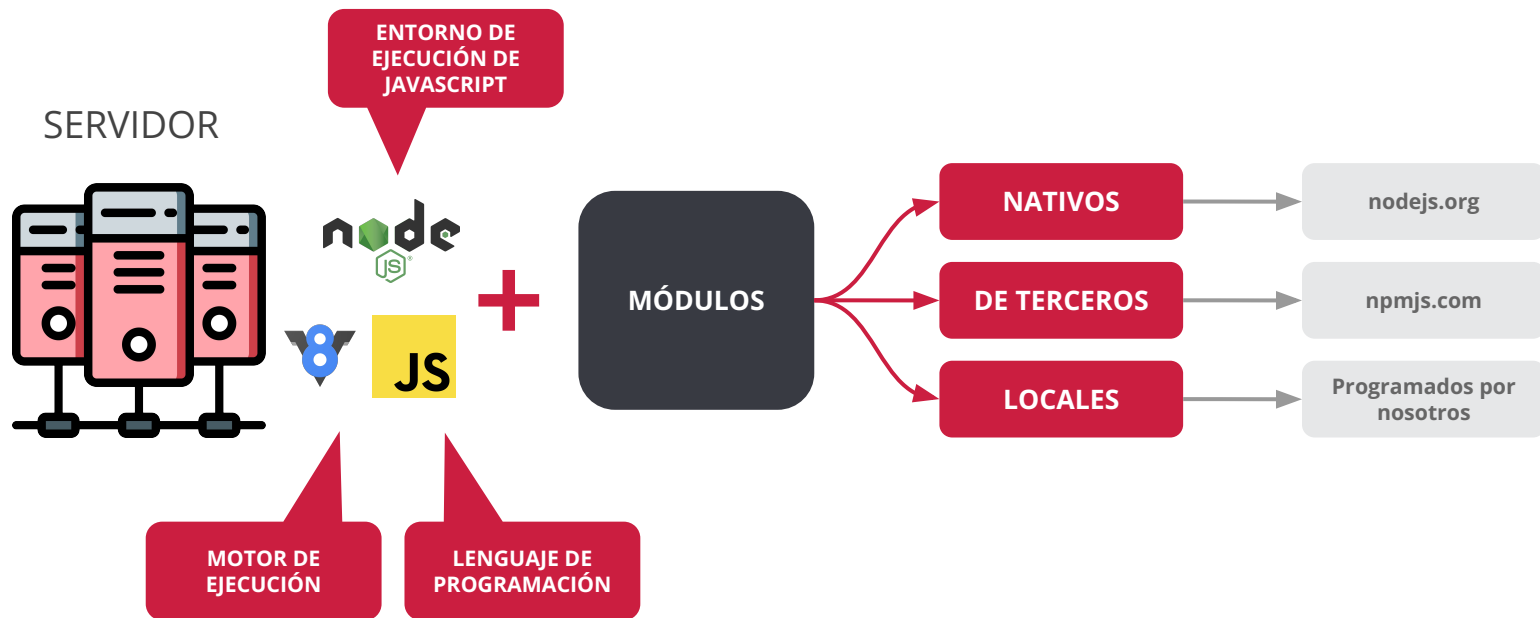 ENTORNO DE
EJECUCIÓN DE
JAVASCRIPT
SERVIDOR
node
JS
8
JS
MÓDULOS
NATIVOS
nodejs.org
DE TERCEROS
npmjs.com
LOCALES
Programados por
nosotros
MOTOR DE
EJECUCIÓN
LENGUAJE DE
PROGRAMACIÓN